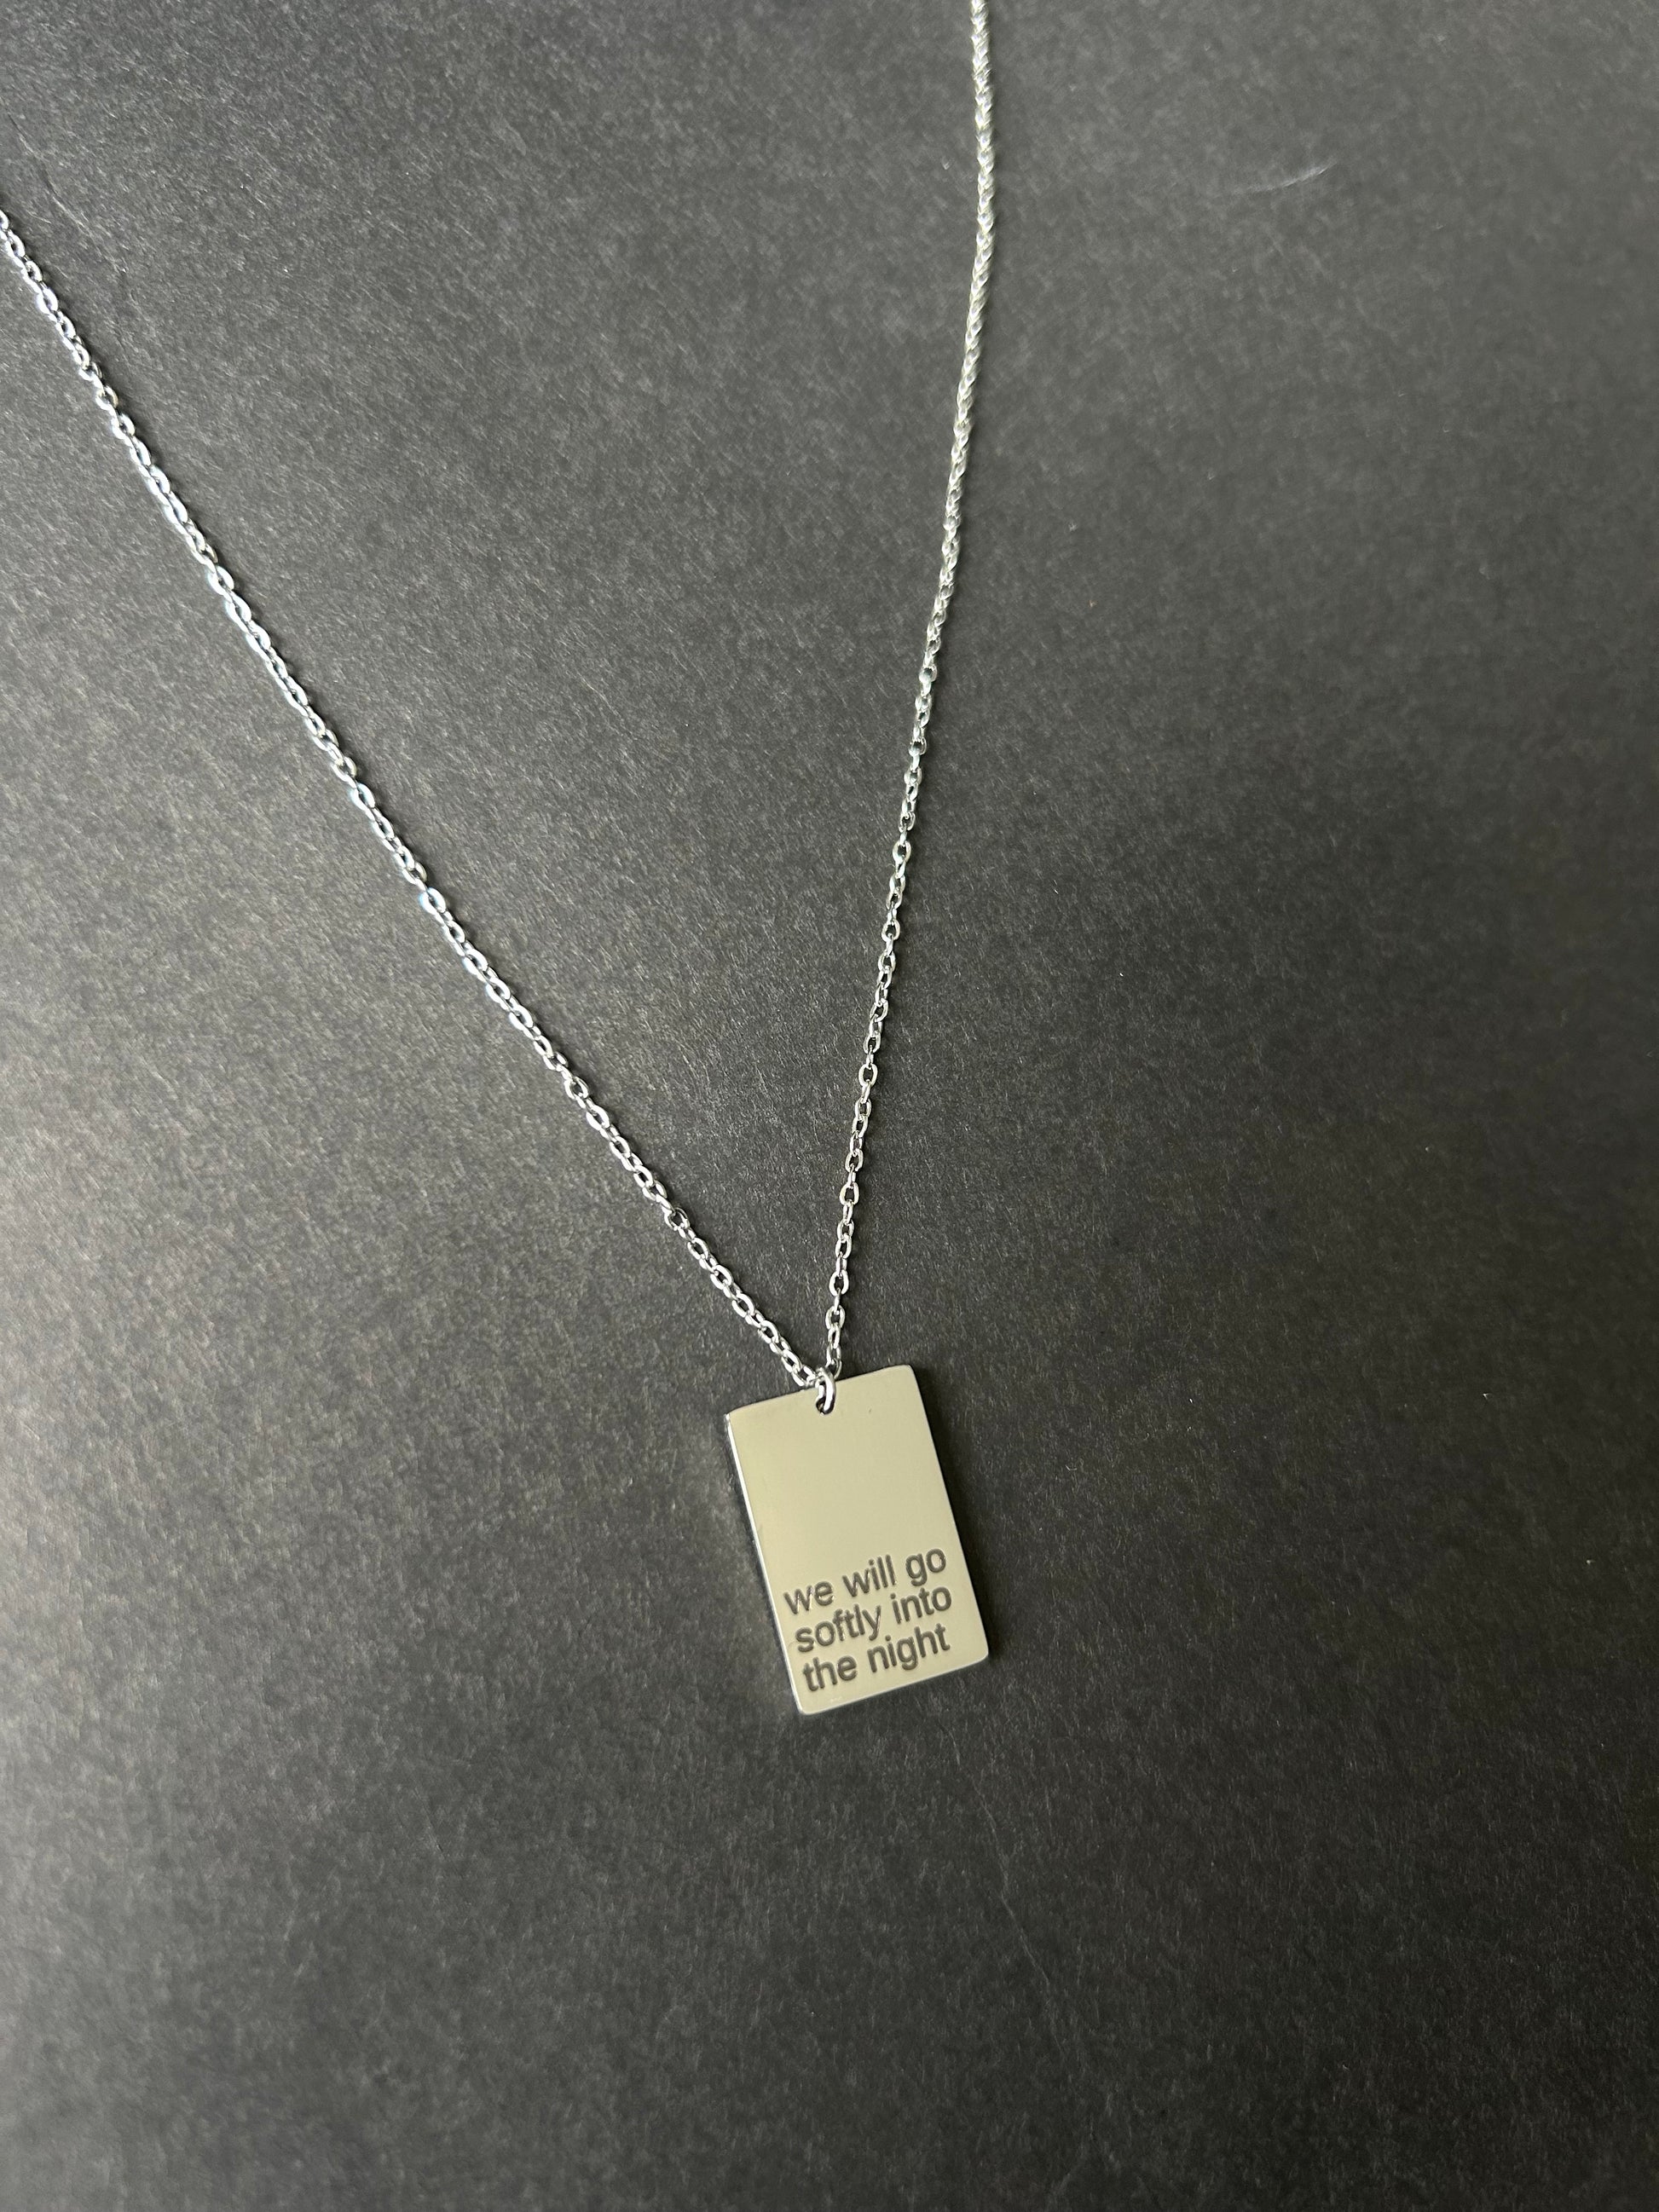 we will go
softly into
the night